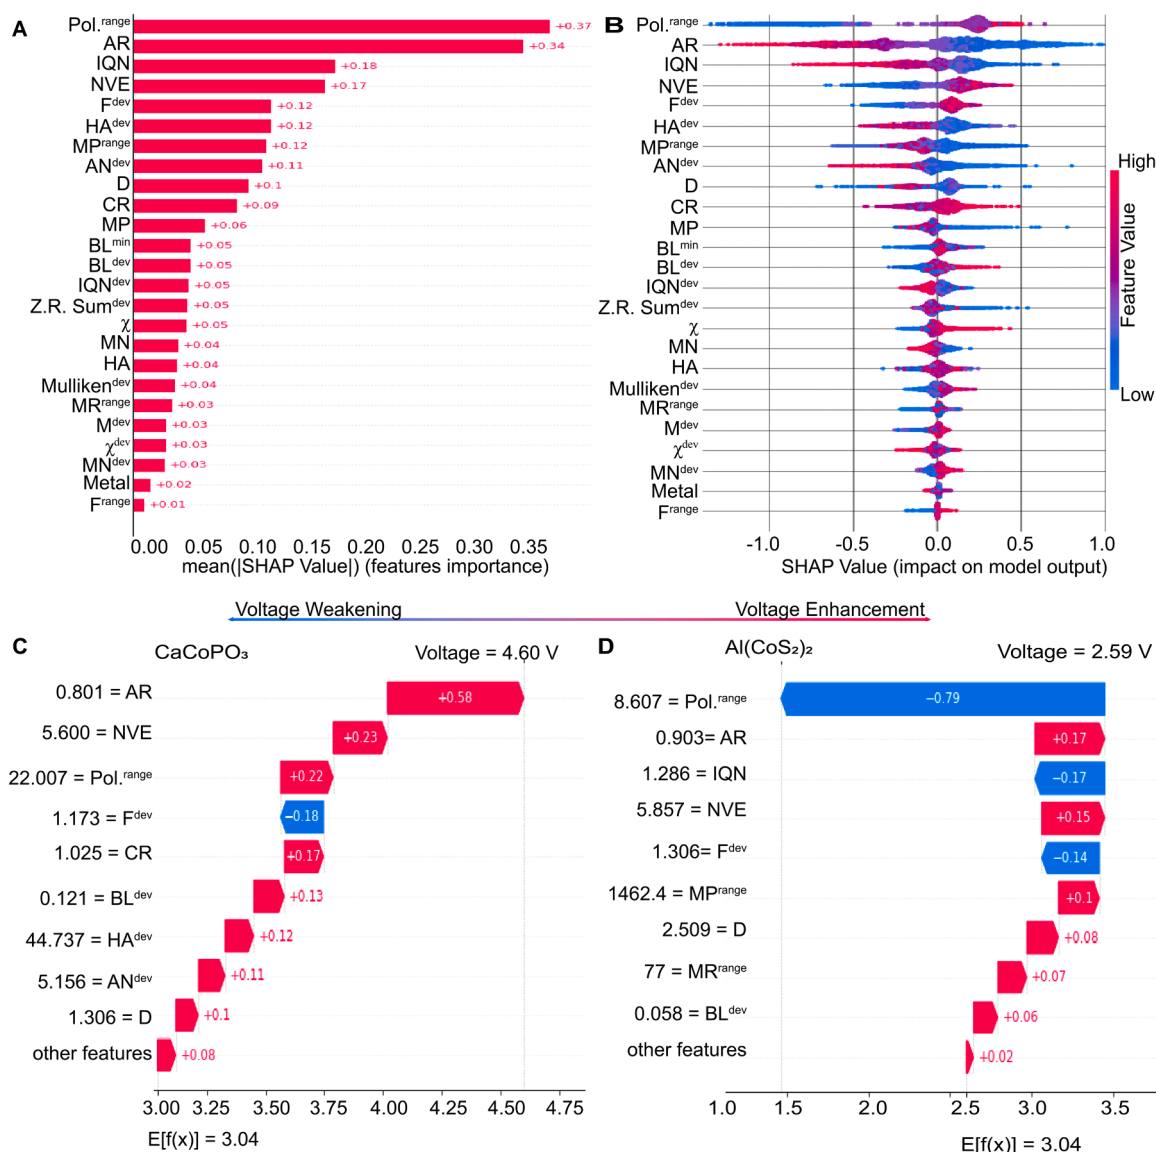 A
Pol.range +0.37
AR +0.34
IQN +0.18
NVE +0.17
Fdev +0.12
HAdev +0.12
MPrange +0.12
ANdev +0.11
D +0.1
CR +0.09
MP +0.06
BLmin +0.05
BLdev +0.05
IQNdev +0.05
Z.R. Sumdev +0.05
χ +0.05
MN +0.04
HA +0.04
Mullikendev +0.04
MRrange +0.03
Mdev +0.03
χdev +0.03
MNdev +0.03
Metal +0.02
Frange +0.01
0.00 0.05 0.10 0.15 0.20 0.25 0.30 0.35
mean(|SHAP Value|) (features importance)
B
Pol.range
AR
IQN
NVE
Fdev
HAdev
MPrange
ANdev
D
CR
MP
BLmin
BLdev
IQNdev
Z.R. Sumdev
χ
MN
HA
Mullikendev
MRrange
Mdev
χdev
MNdev
Metal
Frange
-1.0 -0.5 0.0 0.5 1.0
SHAP Value (impact on model output)
High
Feature Value
Low
Voltage Weakening
Voltage Enhancement
C
CaCoPO₃
Voltage = 4.60 V
0.801 = AR +0.58
5.600 = NVE +0.23
22.007 = Pol.range +0.22
1.173 = Fdev −0.18
1.025 = CR +0.17
0.121 = BLdev +0.13
44.737 = HAdev +0.12
5.156 = ANdev +0.11
1.306 = D +0.1
other features +0.08
3.00 3.25 3.50 3.75 4.00 4.25 4.50 4.75
E[f(x)] = 3.04
D
Al(CoS₂)₂
Voltage = 2.59 V
8.607 = Pol.range −0.79
0.903= AR +0.17
1.286 = IQN −0.17
5.857 = NVE +0.15
1.306= Fdev −0.14
1462.4 = MPrange +0.1
2.509 = D +0.08
77 = MRrange +0.07
0.058 = BLdev +0.06
other features +0.02
1.0 1.5 2.0 2.5 3.0 3.5
E[f(x)] = 3.04